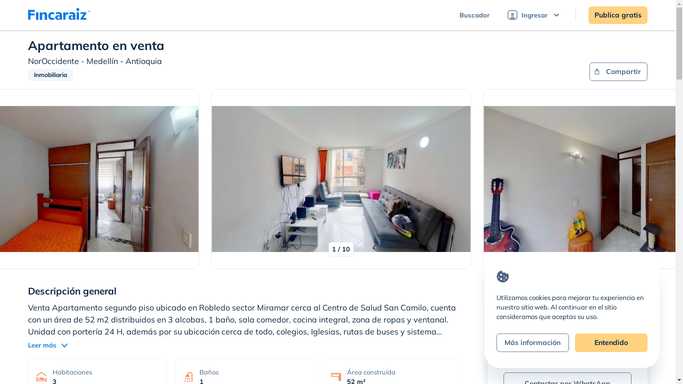 Fincaraiz
Buscador
Ingresar
Publica gratis
Apartamento en venta
NorOccidente - Medellín - Antioquia
Inmobiliaria
Compartir
1 / 10
Descripción general
Venta Apartamento segundo piso ubicado en Robledo sector Miramar cerca al Centro de Salud San Camilo, cuenta
con un área de 52 m2 distribuidos en 3 alcobas, 1 baño, sala comedor, cocina integral, zona de ropas y ventanal.
Unidad con portería 24 H, además por su ubicación cerca de todo, colegios, Iglesias, rutas de buses y sistema...
Leer más
Habitaciones
3
Baños
1
Área construida
52 m²
Utilizamos cookies para mejorar tu experiencia en
nuestro sitio web. Al continuar en el sitio
consideramos que aceptas su uso.
Más información
Entendido
Contactar por WhatsApp